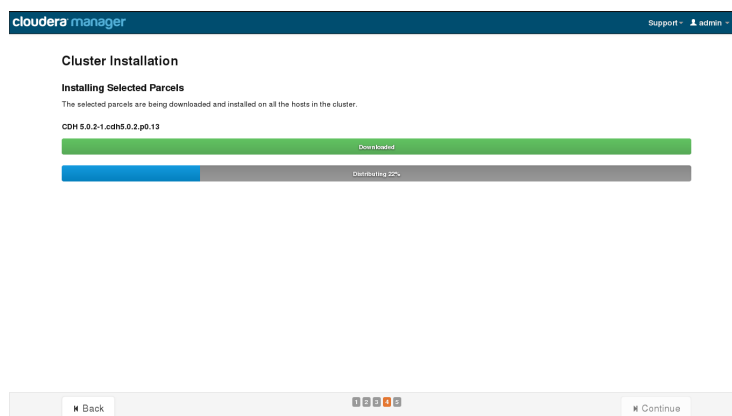 cloudera manager
Support admin
Cluster Installation
Installing Selected Parcels
The selected parcels are being downloaded and installed on all the hosts in the cluster.
CDH 5.0.2-1.cdh5.0.2.p0.13
Downloaded
Distributing 22%
Back
1 2 3 4 5
Continue